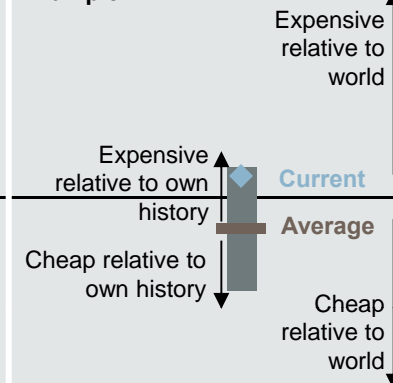 Expensive
relative to
world
Expensive
relative to own
history
Current
Average
Cheap relative to
own history
Cheap
relative to
world